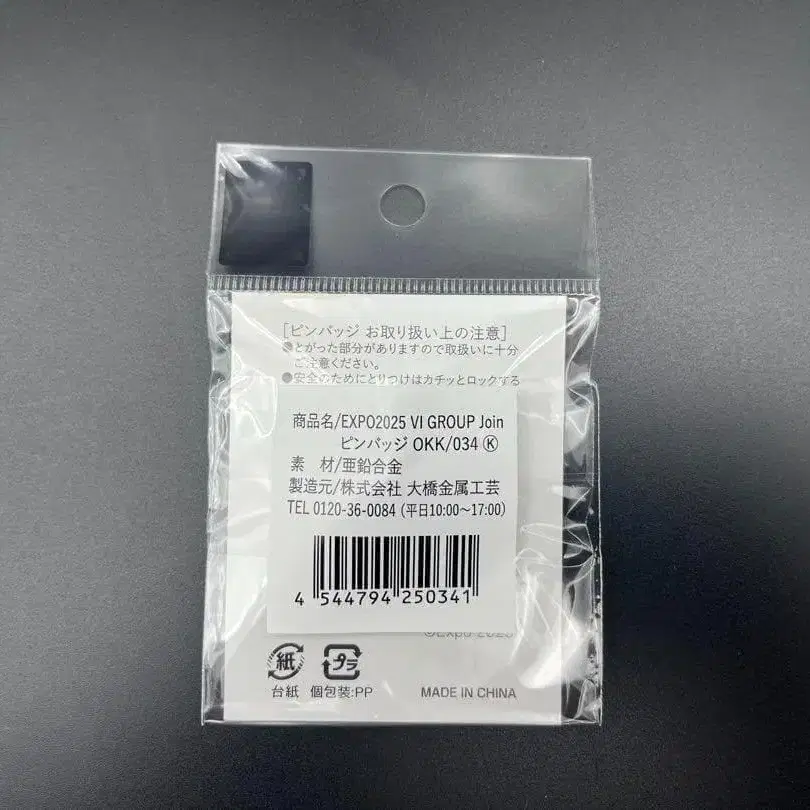 ［ピンバッジ お取り扱い上の注意］
●とがった部分がありますので取扱いに十分
ご注意ください。
●安全のためにとりつけはカチッとロックする
商品名/EXPO2025 VI GROUP Join
ピンバッジ OKK/034 Ⓚ
素　材/亜鉛合金
製造元/株式会社 大橋金属工芸
TEL 0120-36-0084（平日10:00～17:00）
4 544794 250341
©Expo 2025
紙 プラ
台紙 個包装:PP
MADE IN CHINA